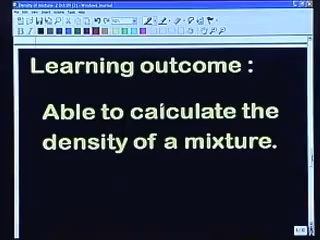 Learning outcome :
Able to calculate the
density of a mixture.